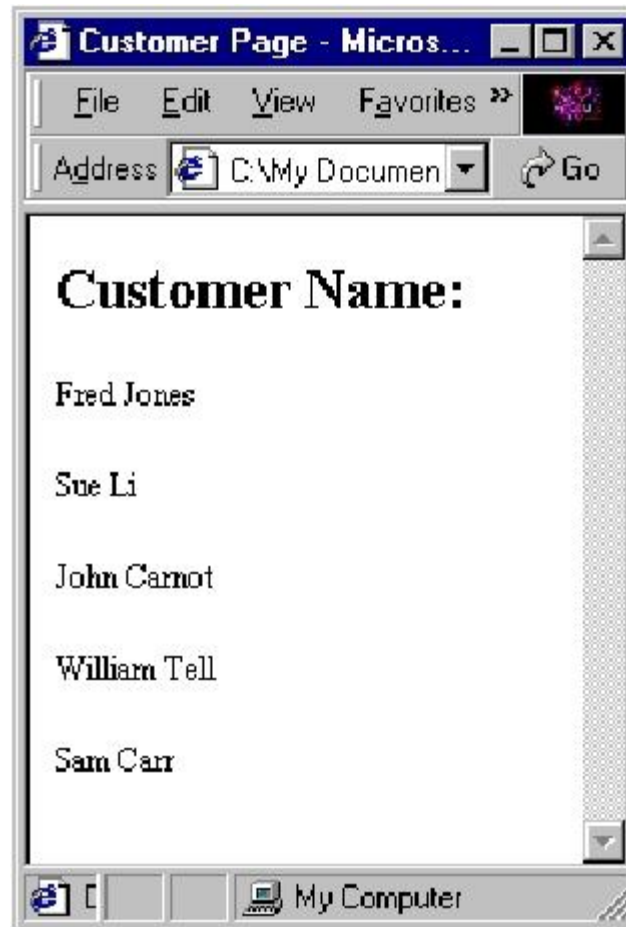 Customer Page - Micros...
File Edit View Favorites »
Address C:\My Documen Go
Customer Name:
Fred Jones
Sue Li
John Carnot
William Tell
Sam Carr
My Computer